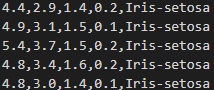 4.4,2.9,1.4,0.2,Iris-setosa
4.9,3.1,1.5,0.1,Iris-setosa
5.4,3.7,1.5,0.2,Iris-setosa
4.8,3.4,1.6,0.2,Iris-setosa
4.8,3.0,1.4,0.1,Iris-setosa